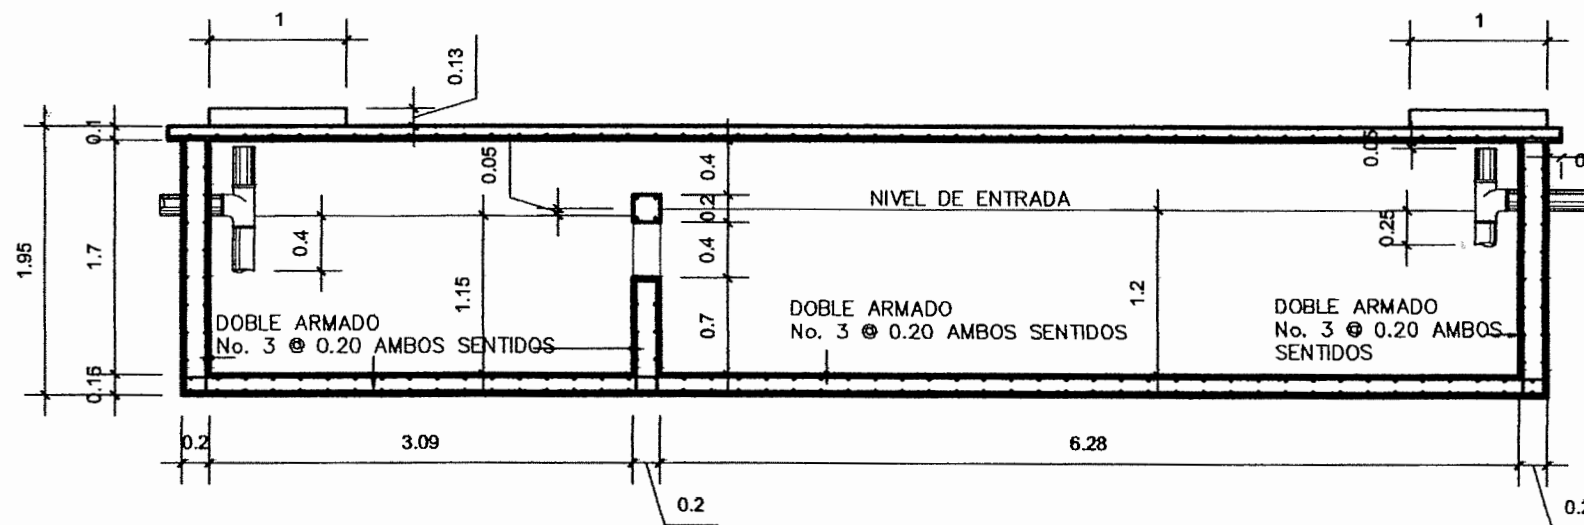 1
1
0.13
0.1
0.05
0.4
0.05
0.2
NIVEL DE ENTRADA
0.25
0.4
0.4
1.95
1.7
1.15
0.7
1.2
DOBLE ARMADO
No. 3 @ 0.20 AMBOS SENTIDOS
DOBLE ARMADO
No. 3 @ 0.20 AMBOS SENTIDOS
DOBLE ARMADO
No. 3 @ 0.20 AMBOS
SENTIDOS
0.2
3.09
6.28
0.2